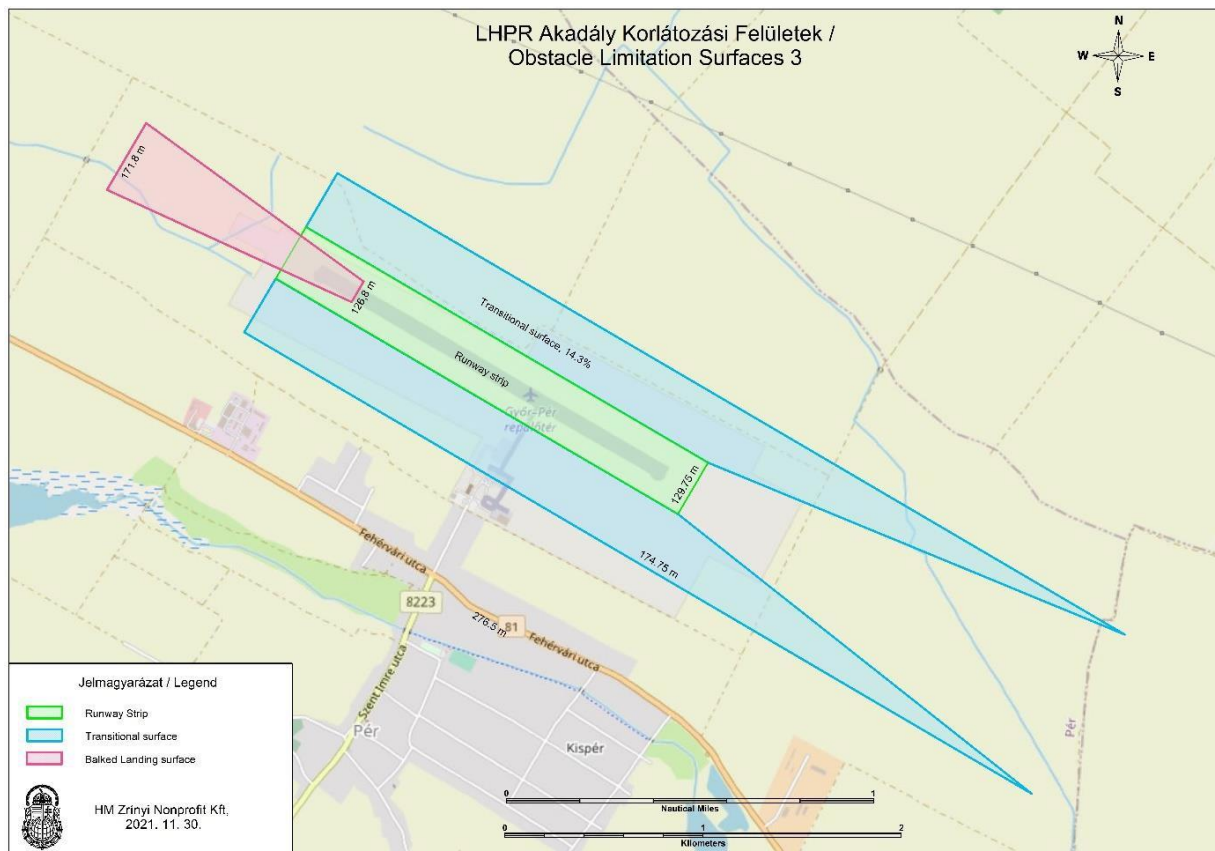 LHPR Akadály Korlátozási Felületek /
Obstacle Limitation Surfaces 3
N
W E
S
171.8 m
126,8 m
Transitional surface, 14.3%
Runway strip
Győr-Pér
repülőtér
129.75 m
174.75 m
Fehérvári utca
8223
276.5 m
81
Fehérvári utca
Szent Imre utca
Pér
Kispér
Pér
Jelmagyarázat / Legend
Runway Strip
Transitional surface
Balked Landing surface
HM Zrínyi Nonprofit Kft,
2021. 11. 30.
0 1
Nautical Miles
0 1 2
Kilometers